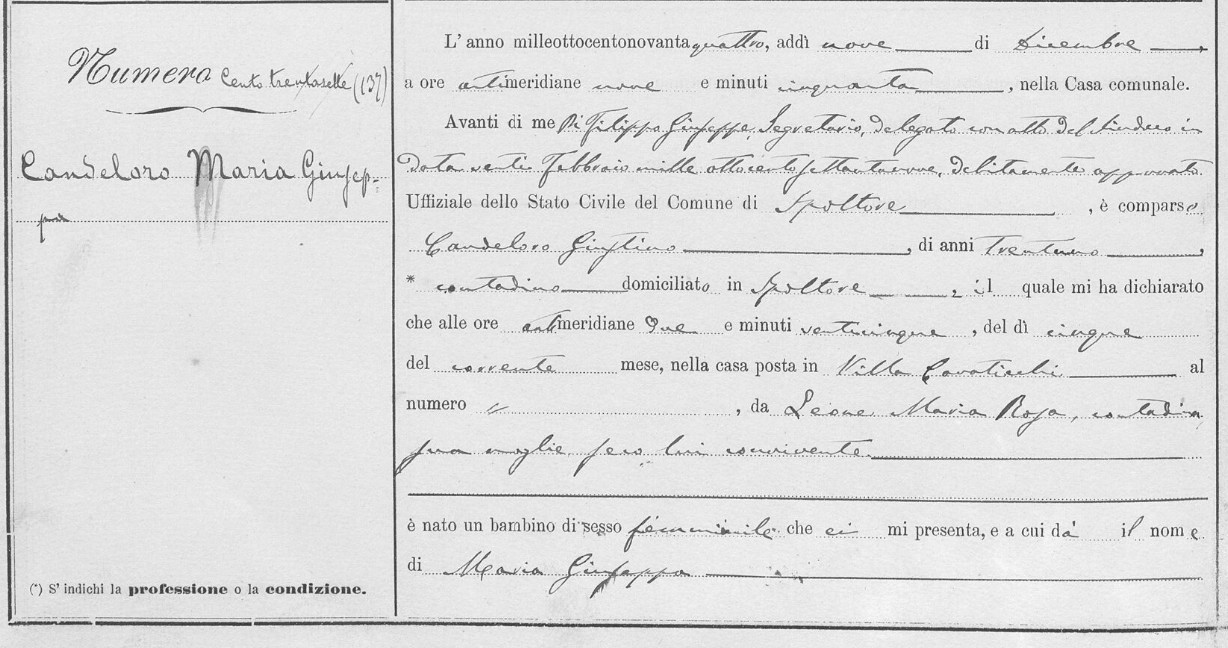 Numero Centotrentasette (137)
Candeloro Maria Giusep-
pa
(*) S' indichi la professione o la condizione.
L' anno milleottocentonovantaquattro, addì nove di Dicembre,
a ore antimeridiane nove e minuti cinquanta, nella Casa comunale.
Avanti di me Di Filippo Giuseppe, Segretario, delegato con atto del Sindaco in
data venti Febbraio mille ottocento settantanove, debitamente approvato
Uffiziale dello Stato Civile del Comune di Spoltore, è comparso
Candeloro Giustino, di anni trentuno,
* contadino domiciliato in Spoltore, il quale mi ha dichiarato
che alle ore antimeridiane due e minuti venticinque, del dì cinque
del corrente mese, nella casa posta in Villa Cavaticchi al
numero ", da Leone Maria Rosa, contadina
sua moglie, seco lui convivente
è nato un bambino di sesso femminile che ei mi presenta, e a cui dà il nome
di Maria Giuseppa